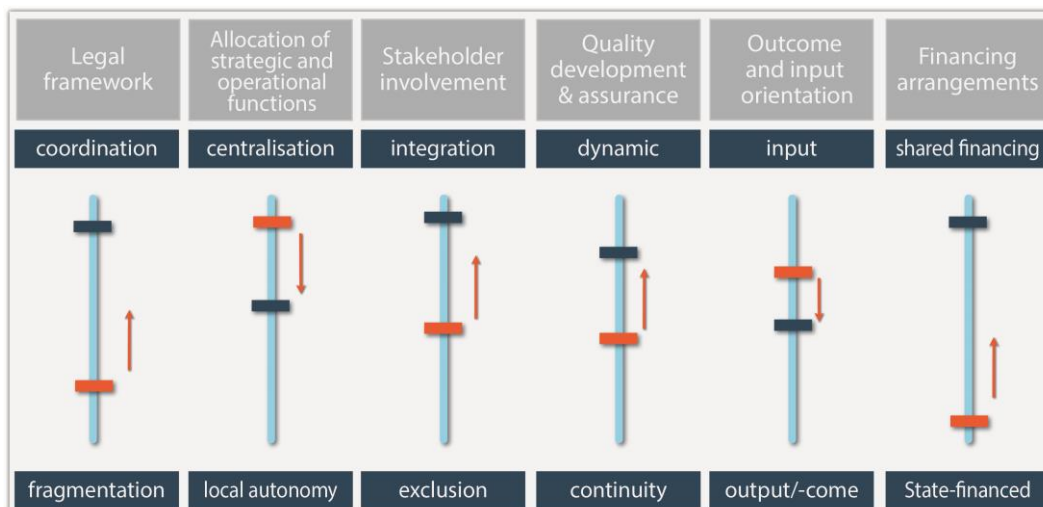 Legal
framework
Allocation of
strategic and
operational
functions
Stakeholder
involvement
Quality
development
& assurance
Outcome
and input
orientation
Financing
arrangements
coordination
centralisation
integration
dynamic
input
shared financing
fragmentation
local autonomy
exclusion
continuity
output/-come
State-financed